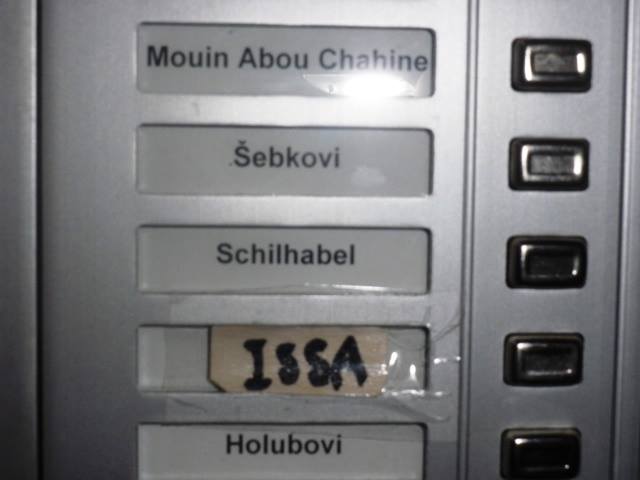 Mouin Abou Chahine
Šebkovi
Schilhabel
ISSA
Holubovi